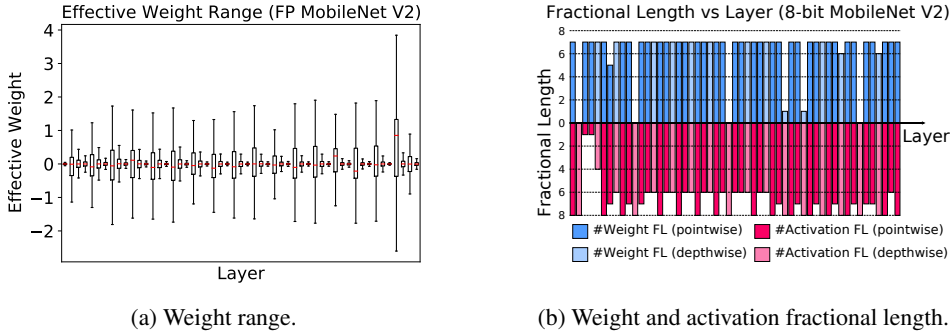 Effective Weight Range (FP MobileNet V2)
Effective Weight
4
3
2
1
0
−1
−2
Layer
(a) Weight range.
Fractional Length vs Layer (8-bit MobileNet V2)
Fractional Length
8
6
4
2
0
2
4
6
8
Layer
#Weight FL (pointwise)
#Activation FL (pointwise)
#Weight FL (depthwise)
#Activation FL (depthwise)
(b) Weight and activation fractional length.